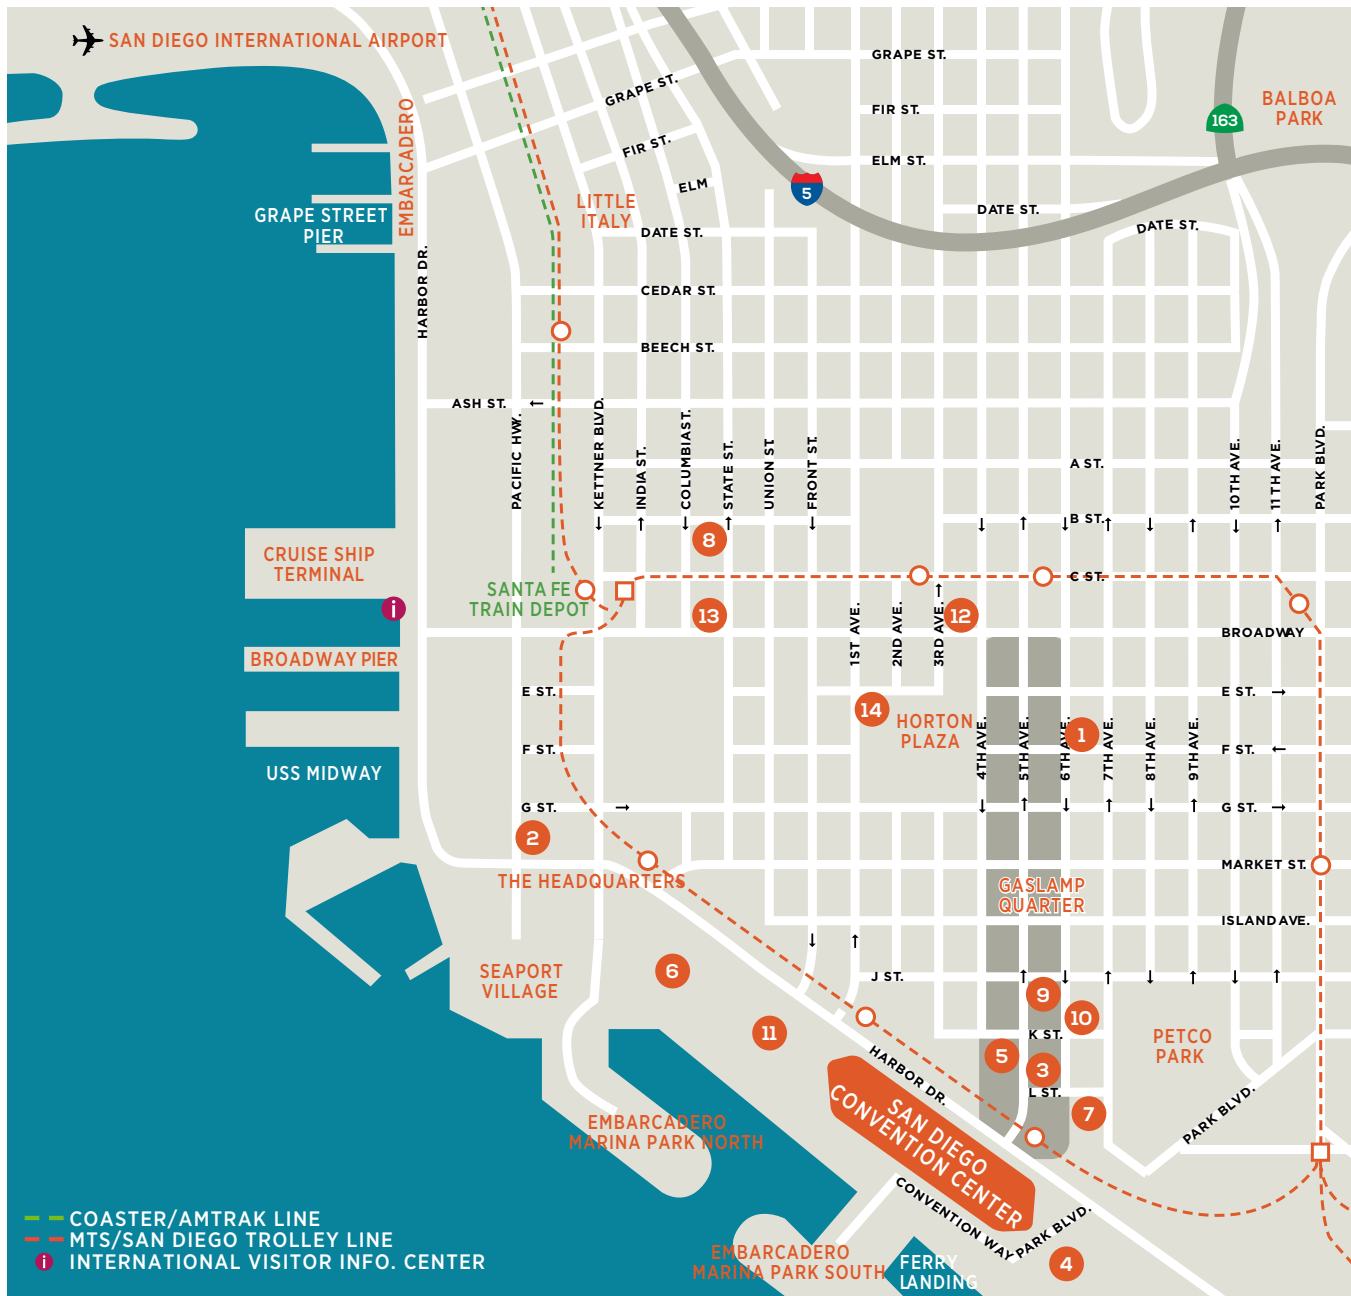 SAN DIEGO INTERNATIONAL AIRPORT
GRAPE ST.
GRAPE ST.
FIR ST.
FIR ST.
ELM ST.
ELM
163
BALBOA
PARK
EMBARCADERO
5
LITTLE
ITALY
GRAPE STREET
PIER
DATE ST.
DATE ST.
DATE ST.
HARBOR DR.
CEDAR ST.
BEECH ST.
ASH ST.
PACIFIC HWY.
KETTNER BLVD.
INDIA ST.
COLUMBIA ST.
STATE ST.
UNION ST
FRONT ST.
A ST.
10TH AVE.
11TH AVE.
PARK BLVD.
B ST.
8
CRUISE SHIP
TERMINAL
C ST.
SANTA FE
TRAIN DEPOT
i
13
12
1ST AVE.
2ND AVE.
3RD AVE.
BROADWAY
BROADWAY PIER
E ST.
E ST.
14
HORTON
PLAZA
4TH AVE.
5TH AVE.
6TH AVE.
1
7TH AVE.
8TH AVE.
9TH AVE.
F ST.
F ST.
USS MIDWAY
G ST.
G ST.
2
MARKET ST.
THE HEADQUARTERS
GASLAMP
QUARTER
ISLAND AVE.
SEAPORT
VILLAGE
6
J ST.
9
10
11
K ST.
PETCO
PARK
5
3
HARBOR DR.
L ST.
7
PARK BLVD.
SAN DIEGO
CONVENTION CENTER
EMBARCADERO
MARINA PARK NORTH
CONVENTION WAY
PARK BLVD.
EMBARCADERO
MARINA PARK SOUTH
FERRY
LANDING
4
COASTER/AMTRAK LINE
MTS/SAN DIEGO TROLLEY LINE
i INTERNATIONAL VISITOR INFO. CENTER